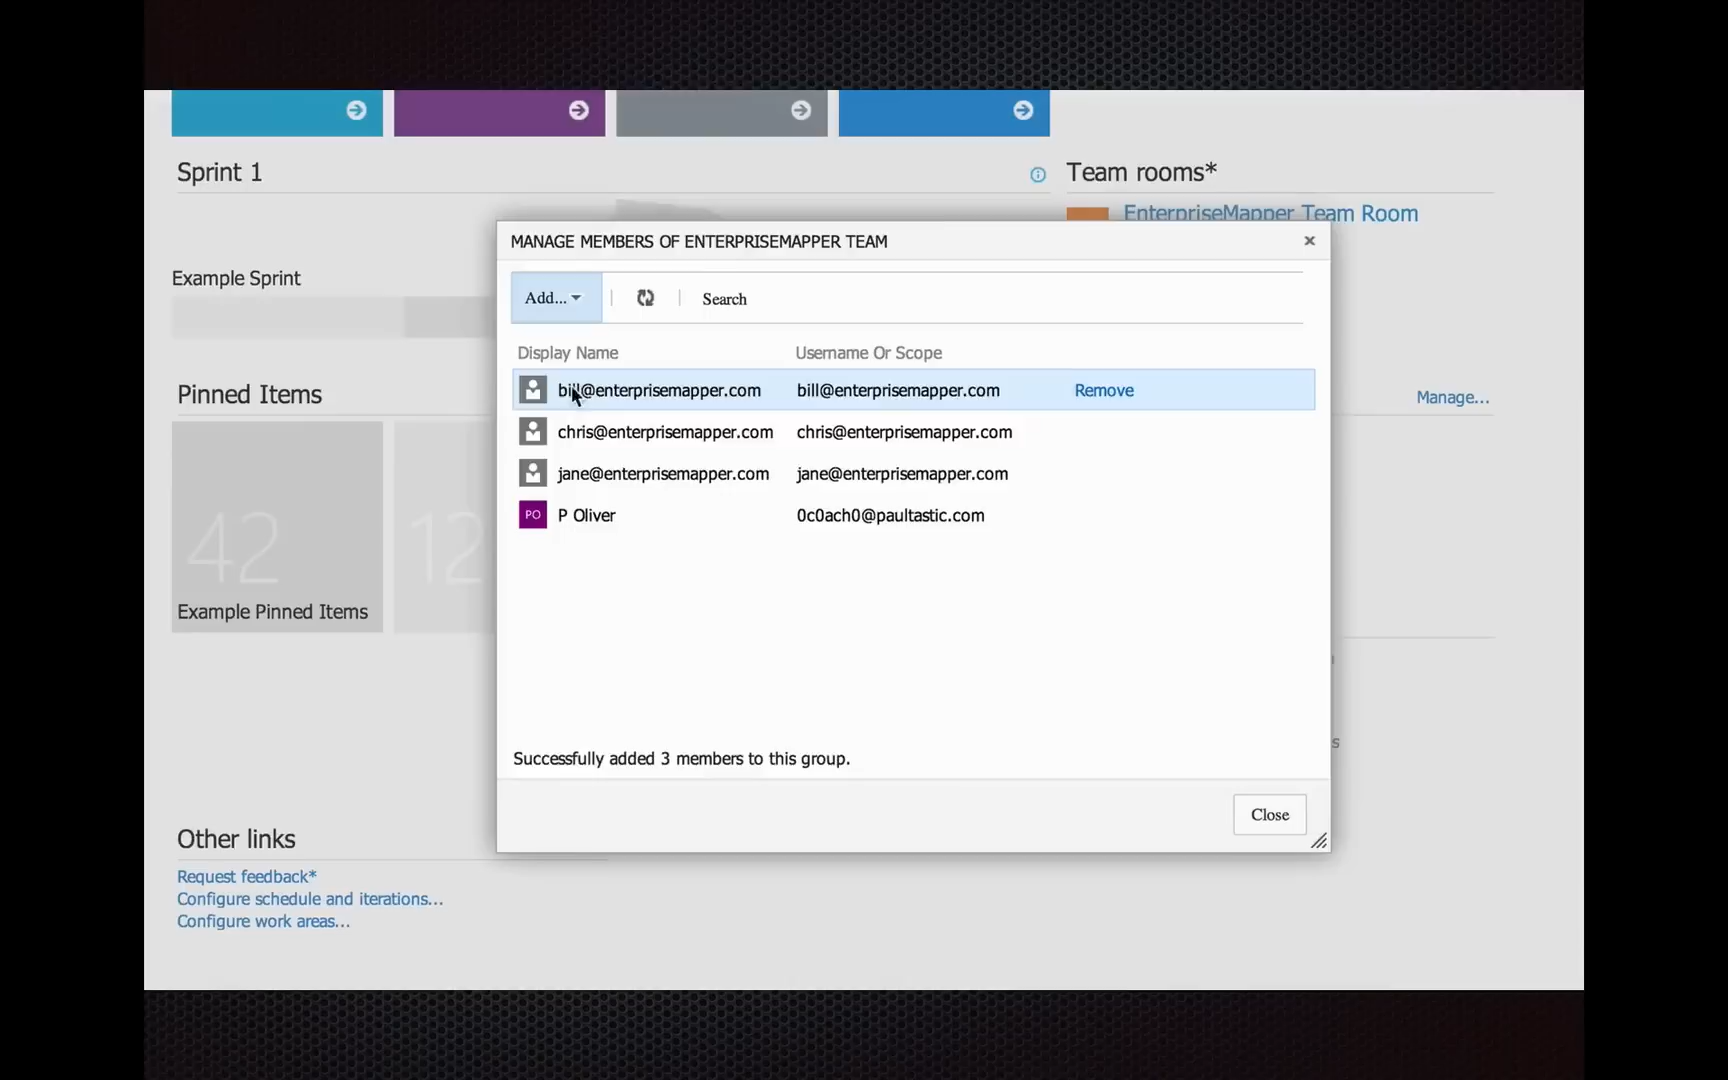 Sprint 1
Team rooms*
EnterpriseMapper Team Room
MANAGE MEMBERS OF ENTERPRISEMAPPER TEAM
Example Sprint
Add...
Search
Display Name
Username Or Scope
bill@enterprisemapper.com
bill@enterprisemapper.com
Remove
Pinned Items
Manage...
chris@enterprisemapper.com
chris@enterprisemapper.com
jane@enterprisemapper.com
jane@enterprisemapper.com
PO
P Oliver
0c0ach0@paultastic.com
42
12
Example Pinned Items
s
Successfully added 3 members to this group.
Close
Other links
Request feedback*
Configure schedule and iterations...
Configure work areas...